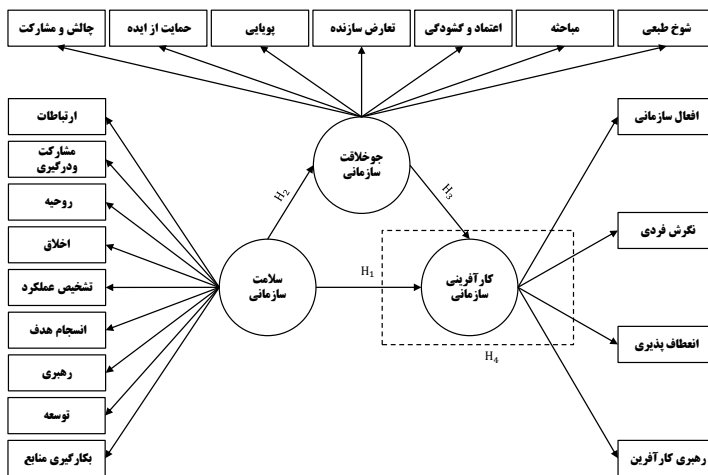 شوخ طبعی
مباحثه
اعتماد و گشودگی
تعارض سازنده
پویایی
حمایت از ایده
چالش و مشارکت
افعال سازمانی
نگرش فردی
انعطاف پذیری
رهبری کارآفرین
جوخلاقت
سازمانی
H₃
H₂
کارآفرینی
سازمانی
H₁
H₄
سلامت
سازمانی
ارتباطات
مشارکت
ودرگیری
روحیه
اخلاق
تشخیص عملکرد
انسجام هدف
رهبری
توسعه
بکارگیری منابع